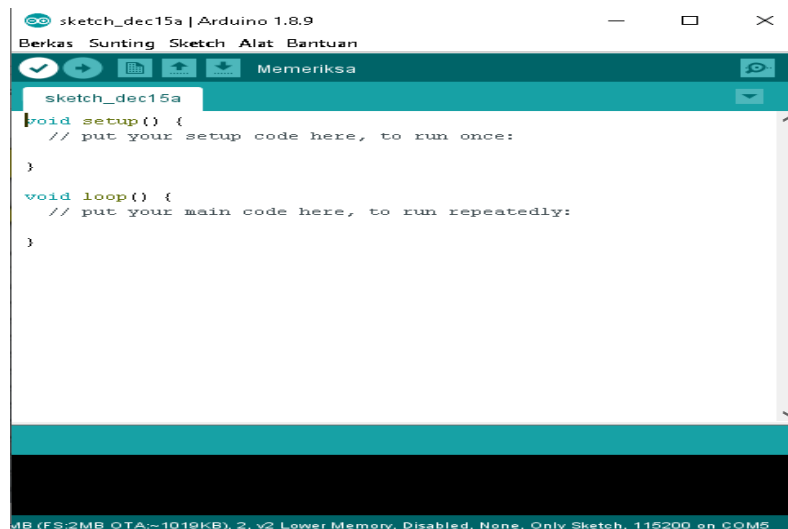 sketch_dec15a | Arduino 1.8.9
Berkas Sunting Sketch Alat Bantuan
Memeriksa
sketch_dec15a
void setup() {
// put your setup code here, to run once:
}
void loop() {
// put your main code here, to run repeatedly:
}
MB (FS:2MB OTA:~1019KB), 2, v2 Lower Memory, Disabled, None, Only Sketch, 115200 on COM5